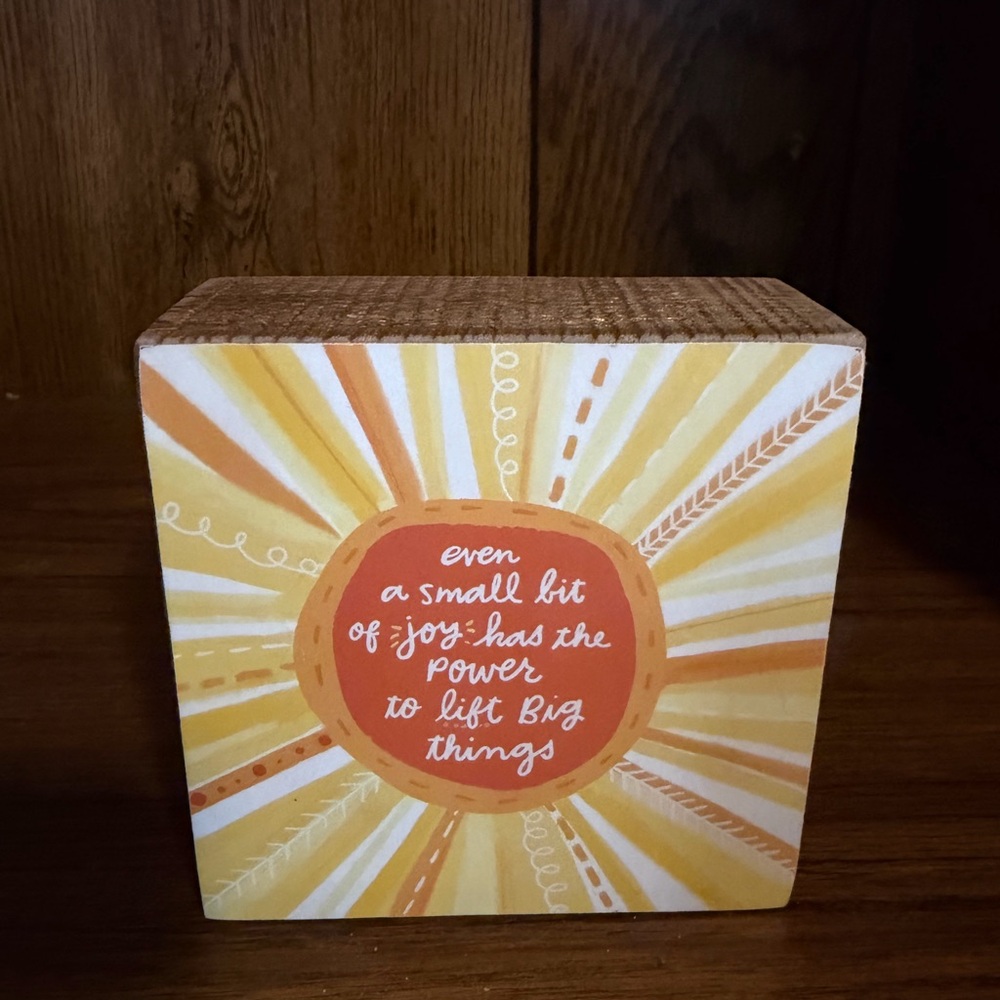 even
a small bit
of joy has the
Power
to lift Big
things